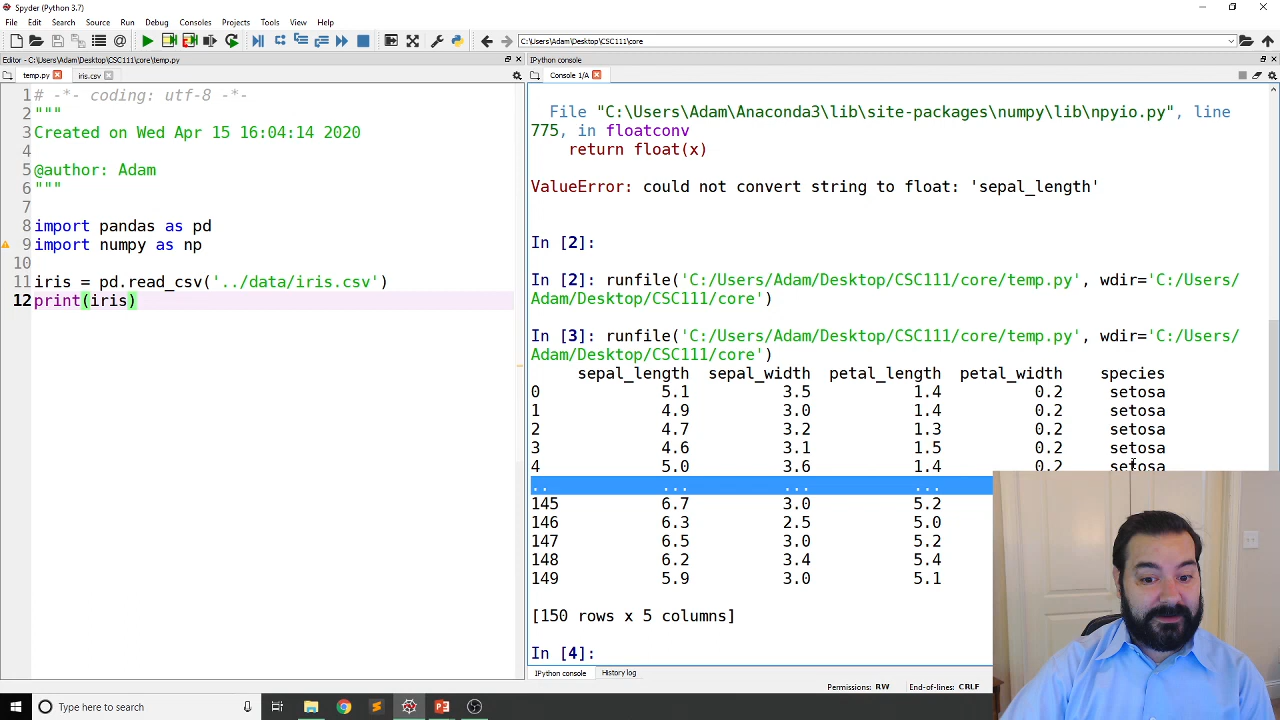 Spyder (Python 3.7)
File Edit Search Source Run Debug Consoles Projects Tools View Help
C:\Users\Adam\Desktop\CSC111\core
Editor - C:\Users\Adam\Desktop\CSC111\core\temp.py
temp.py iris.csv
1 # -*- coding: utf-8 -*-
2 """
3 Created on Wed Apr 15 16:04:14 2020
4
5 @author: Adam
6 """
7
8 import pandas as pd
9 import numpy as np
10
11 iris = pd.read_csv('../data/iris.csv')
12 print(iris)
IPython console
Console 1/A
File "C:\Users\Adam\Anaconda3\lib\site-packages\numpy\lib\npyio.py", line
775, in floatconv
return float(x)
ValueError: could not convert string to float: 'sepal_length'
In [2]:
In [2]: runfile('C:/Users/Adam/Desktop/CSC111/core/temp.py', wdir='C:/Users/
Adam/Desktop/CSC111/core')
In [3]: runfile('C:/Users/Adam/Desktop/CSC111/core/temp.py', wdir='C:/Users/
Adam/Desktop/CSC111/core')
sepal_length sepal_width petal_length petal_width species
0 5.1 3.5 1.4 0.2 setosa
1 4.9 3.0 1.4 0.2 setosa
2 4.7 3.2 1.3 0.2 setosa
3 4.6 3.1 1.5 0.2 setosa
4 5.0 3.6 1.4 0.2 setosa
.. ... ... ...
145 6.7 3.0 5.2
146 6.3 2.5 5.0
147 6.5 3.0 5.2
148 6.2 3.4 5.4
149 5.9 3.0 5.1
[150 rows x 5 columns]
In [4]:
IPython console History log
Permissions: RW End-of-lines: CRLF
Type here to search